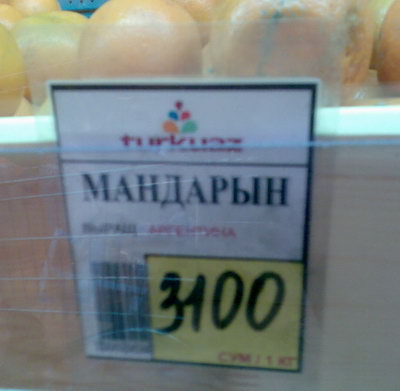 turkuaz
МАНДАРЫН
ВЫРАЩ АРГЕНТИНА
3100
СУМ / 1 КГ